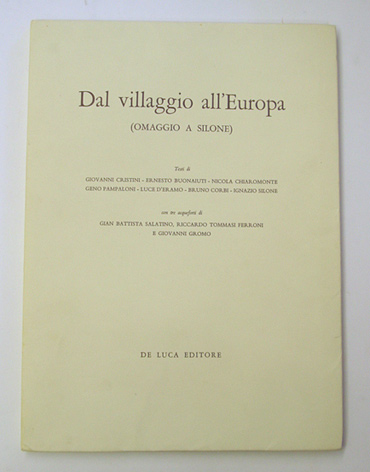 Dal villaggio all'Europa
(OMAGGIO A SILONE)
Testi di
GIOVANNI CRISTINI - ERNESTO BUONAIUTI - NICOLA CHIAROMONTE
GENO PAMPALONI - LUCE D'ERAMO - BRUNO CORBI - IGNAZIO SILONE
con tre acqueforti di
GIAN BATTISTA SALATINO, RICCARDO TOMMASI FERRONI
E GIOVANNI GROMO
DE LUCA EDITORE